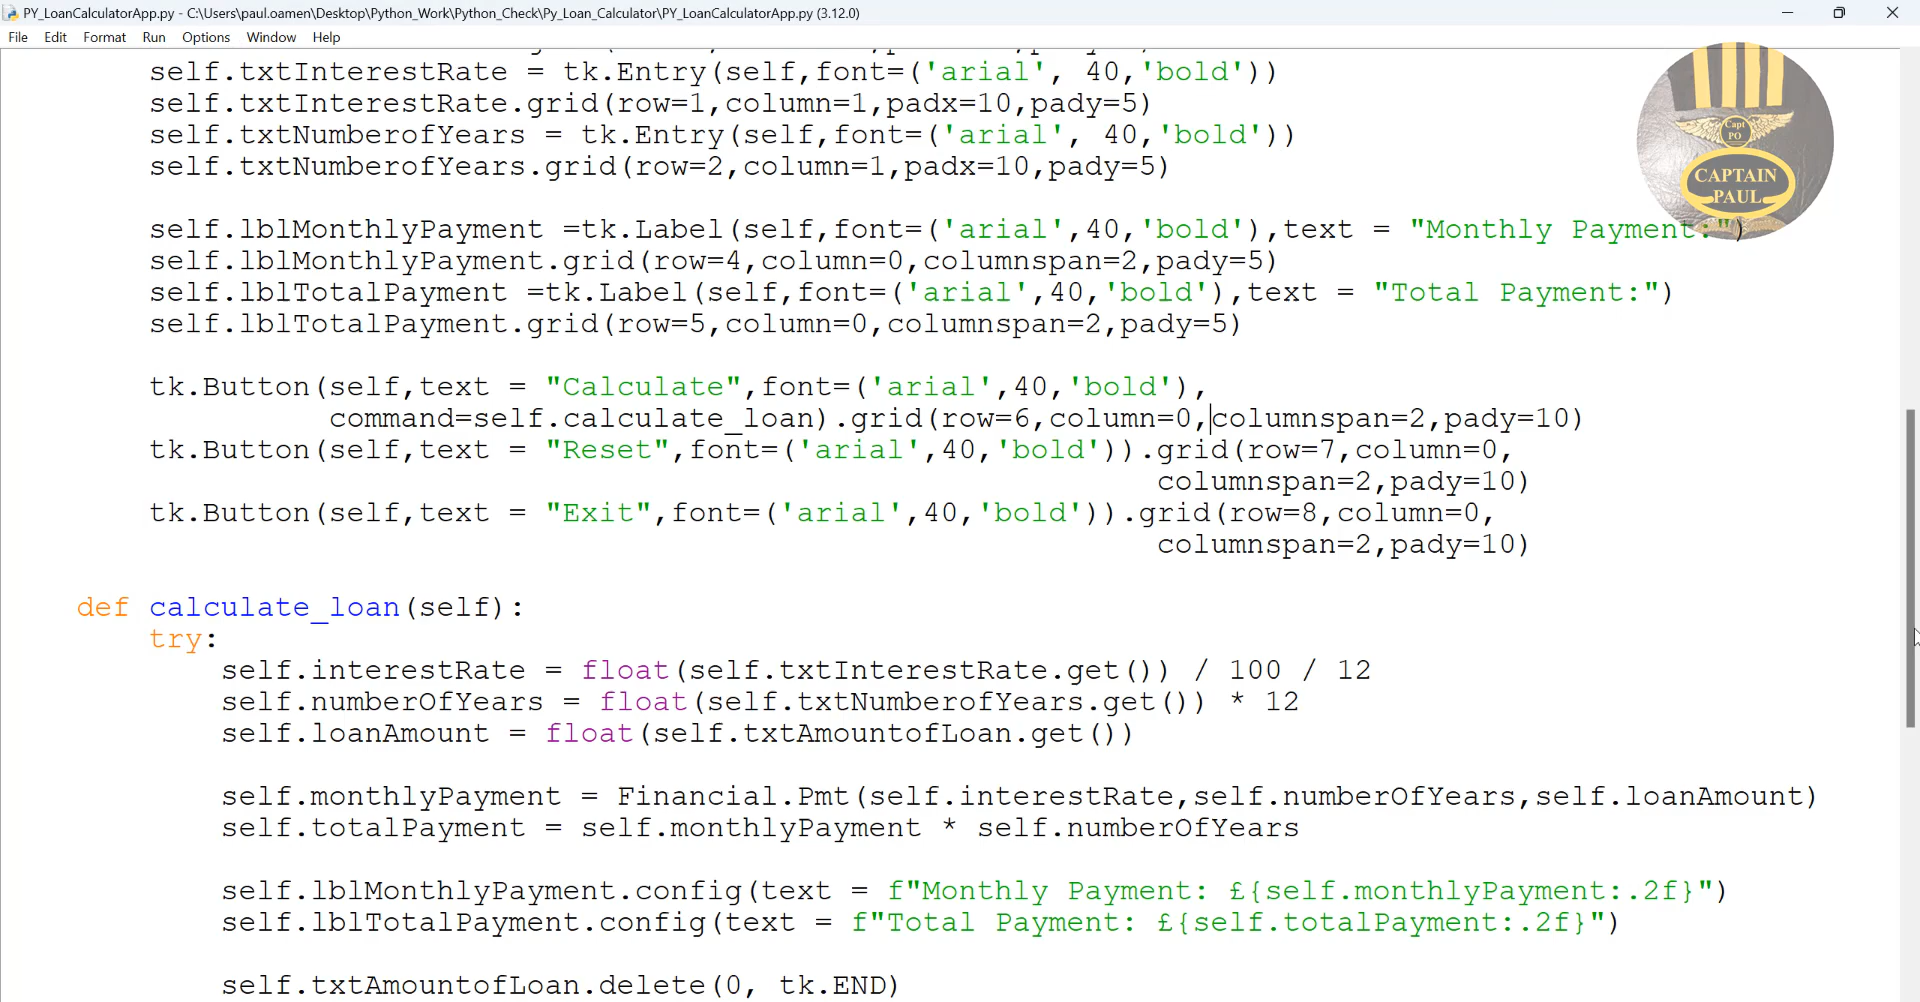 PY_LoanCalculatorApp.py - C:\Users\paul.oamen\Desktop\Python_Work\Python_Check\Py_Loan_Calculator\PY_LoanCalculatorApp.py (3.12.0)
File Edit Format Run Options Window Help
self.txtInterestRate = tk.Entry(self,font=('arial', 40,'bold'))
self.txtInterestRate.grid(row=1,column=1,padx=10,pady=5)
self.txtNumberofYears = tk.Entry(self,font=('arial', 40,'bold'))
self.txtNumberofYears.grid(row=2,column=1,padx=10,pady=5)
Capt
PO
CAPTAIN
PAUL
self.lblMonthlyPayment =tk.Label(self,font=('arial',40,'bold'),text = "Monthly Payment:")
self.lblMonthlyPayment.grid(row=4,column=0,columnspan=2,pady=5)
self.lblTotalPayment =tk.Label(self,font=('arial',40,'bold'),text = "Total Payment:")
self.lblTotalPayment.grid(row=5,column=0,columnspan=2,pady=5)
tk.Button(self,text = "Calculate",font=('arial',40,'bold'),
command=self.calculate_loan).grid(row=6,column=0,columnspan=2,pady=10)
tk.Button(self,text = "Reset",font=('arial',40,'bold')).grid(row=7,column=0,
columnspan=2,pady=10)
tk.Button(self,text = "Exit",font=('arial',40,'bold')).grid(row=8,column=0,
columnspan=2,pady=10)
def calculate_loan(self):
try:
self.interestRate = float(self.txtInterestRate.get()) / 100 / 12
self.numberOfYears = float(self.txtNumberofYears.get()) * 12
self.loanAmount = float(self.txtAmountofLoan.get())
self.monthlyPayment = Financial.Pmt(self.interestRate,self.numberOfYears,self.loanAmount)
self.totalPayment = self.monthlyPayment * self.numberOfYears
self.lblMonthlyPayment.config(text = f"Monthly Payment: £{self.monthlyPayment:.2f}")
self.lblTotalPayment.config(text = f"Total Payment: £{self.totalPayment:.2f}")
self.txtAmountofLoan.delete(0, tk.END)